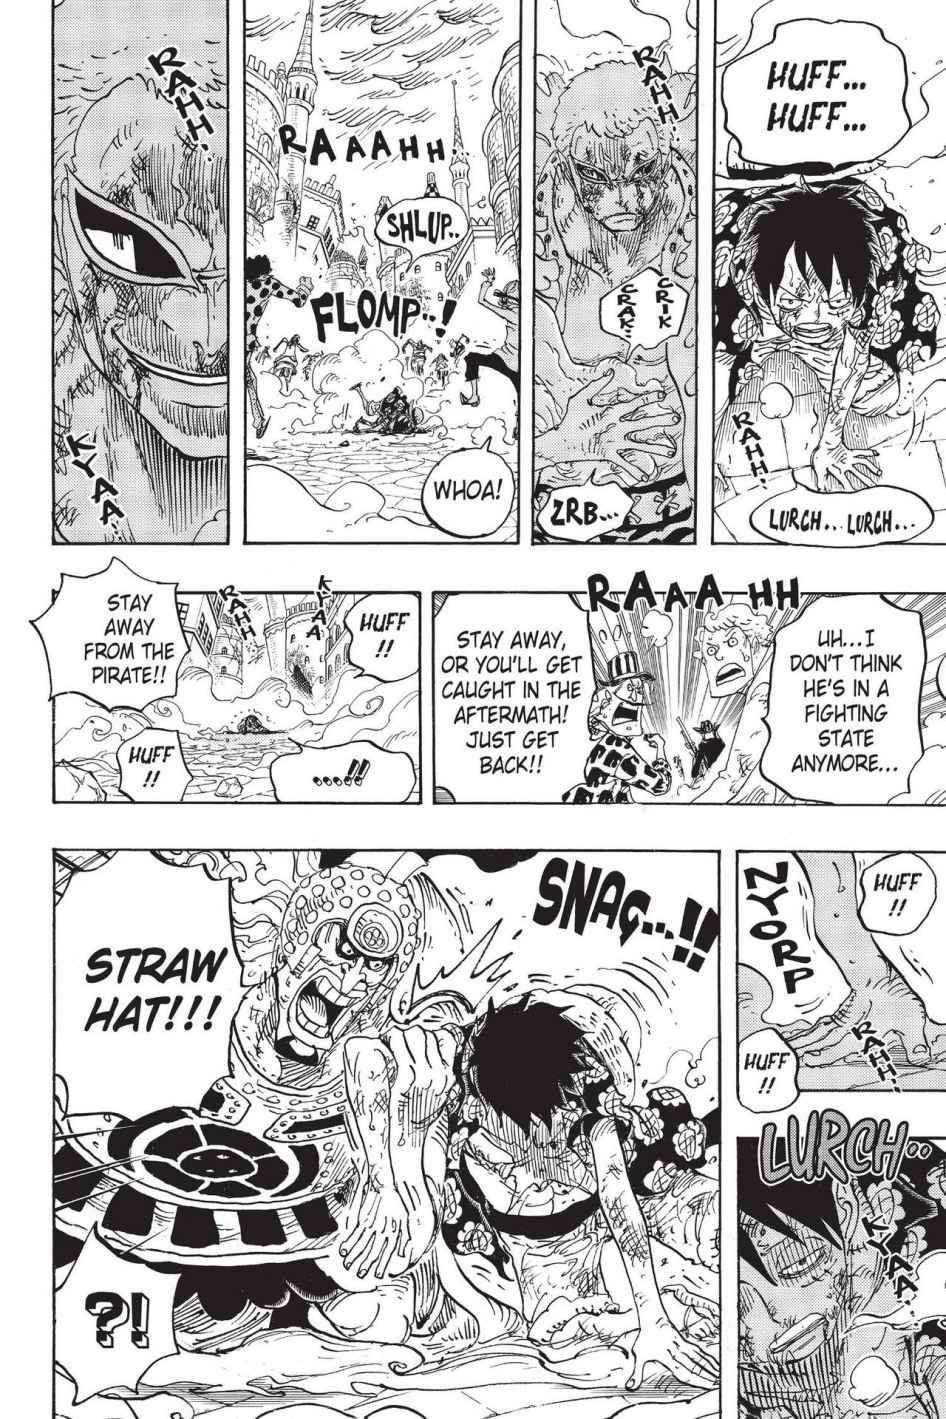 HUFF...
HUFF...
RAHH!
LURCH... LURCH...
RAHH!
CRIK
CRAK!
ZRB...
RAAAHH!
SHLUP..
FLOMP..!
WHOA!
RAHH!
KYAA!
RAAAHH
UH...I
DON'T THINK
HE'S IN A
FIGHTING
STATE
ANYMORE...
STAY AWAY,
OR YOU'LL GET
CAUGHT IN THE
AFTERMATH!
JUST GET
BACK!!
HUFF
!!
KYAA
RAHH
STAY
AWAY
FROM THE
PIRATE!!
HUFF
!!
.....!!
HUFF
!!
NYORP
RAHH!
HUFF
!!
LURCH..
KYAA!
SNAG...!!
STRAW
HAT!!!
?!